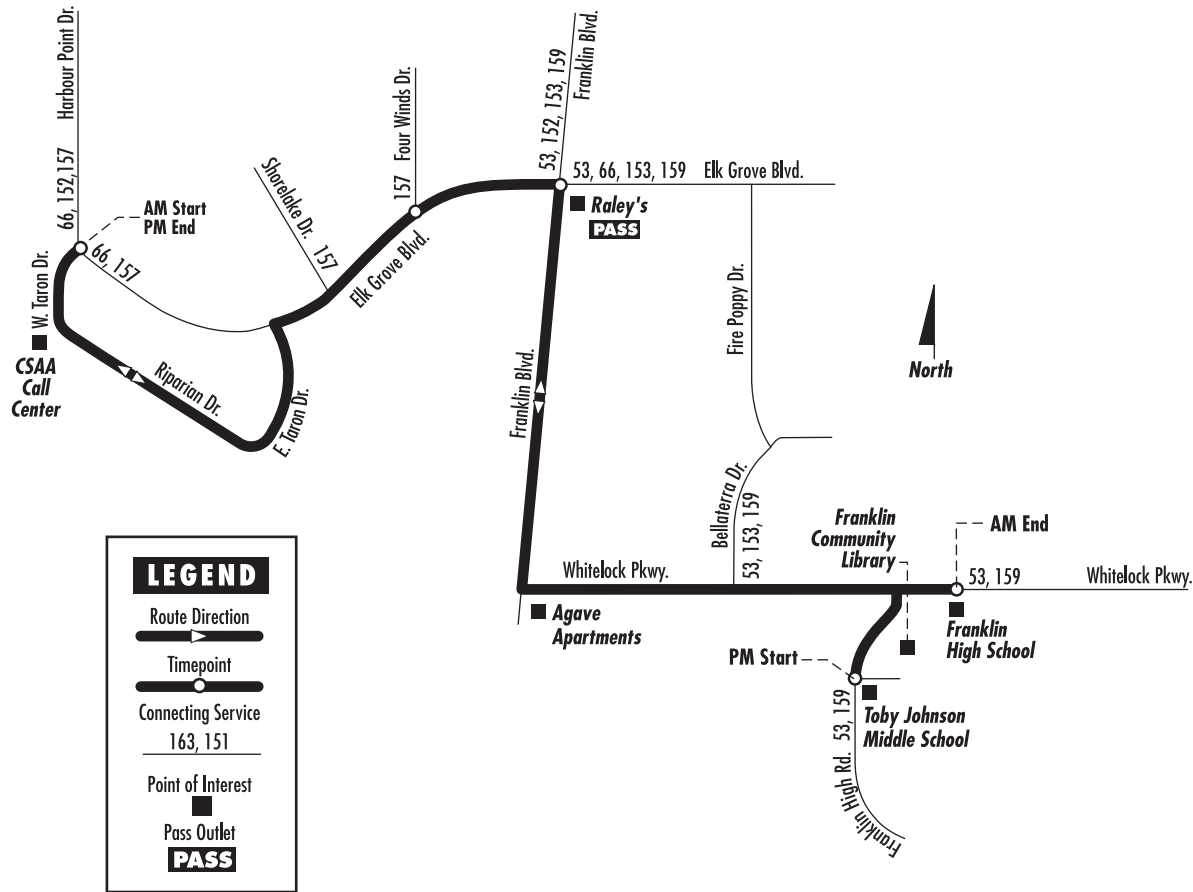 Harbour Point Dr.
66, 152,157
AM Start
PM End
66, 157
W. Taron Dr.
CSAA
Call
Center
Riparian Dr.
E. Taron Dr.
Shorelake Dr. 157
157 Four Winds Dr.
Elk Grove Blvd.
53, 152, 153, 159
Franklin Blvd.
53, 66, 153, 159 Elk Grove Blvd.
Raley's
PASS
Fire Poppy Dr.
North
Franklin Blvd.
Bellaterra Dr.
53, 153, 159
Franklin
Community
Library
AM End
Whitelock Pkwy.
53, 159
Whitelock Pkwy.
Agave
Apartments
Franklin
High School
PM Start
53, 159
Toby Johnson
Middle School
Franklin High Rd.
LEGEND
Route Direction
Timepoint
Connecting Service
163, 151
Point of Interest
Pass Outlet
PASS